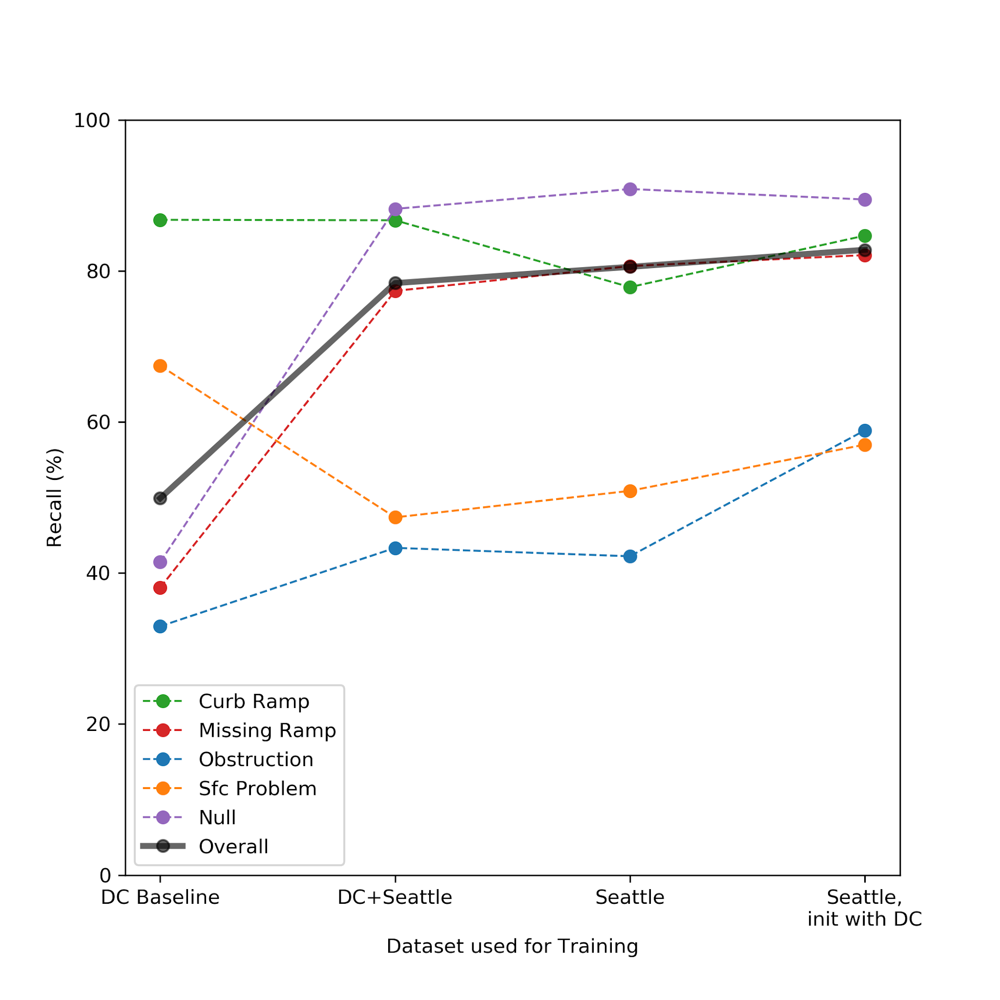 100
80
60
40
20
0
Recall (%)
Curb Ramp
Missing Ramp
Obstruction
Sfc Problem
Null
Overall
DC Baseline
DC+Seattle
Seattle
Seattle,
init with DC
Dataset used for Training